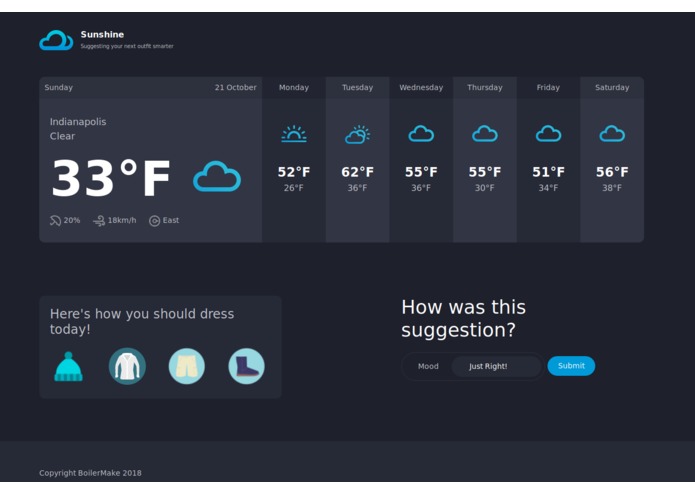 Sunshine
Suggesting your next outfit smarter
Sunday 21 October Monday Tuesday Wednesday Thursday Friday Saturday
Indianapolis
Clear
33°F
52°F 62°F 55°F 55°F 51°F 56°F
26°F 36°F 36°F 30°F 34°F 38°F
20% 18km/h East
Here's how you should dress
today!
How was this
suggestion?
Mood Just Right! Submit
Copyright BoilerMake 2018